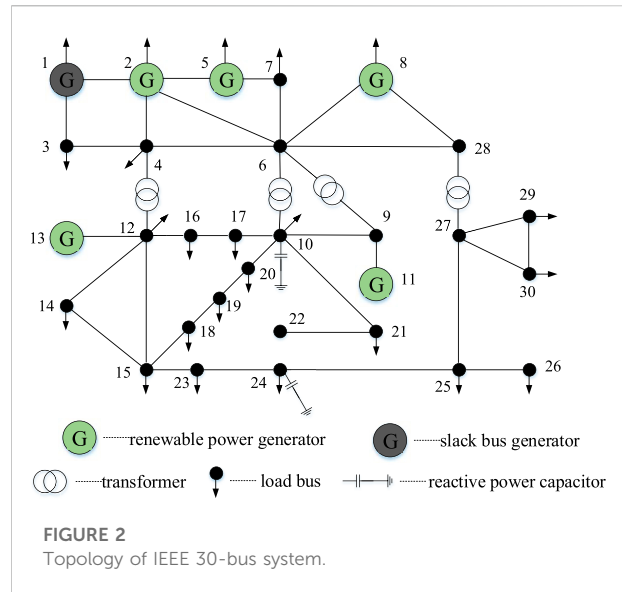 1
G
2
G
5
G
7
8
G
3
4
6
28
13
G
12
16
17
10
9
27
29
30
G
11
20
19
18
14
22
21
15
23
24
25
26
G
renewable power generator
G
slack bus generator
transformer
load bus
reactive power capacitor
FIGURE 2
Topology of IEEE 30-bus system.